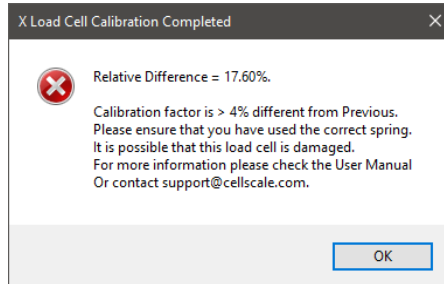 X Load Cell Calibration Completed
Relative Difference = 17.60%.
Calibration factor is > 4% different from Previous.
Please ensure that you have used the correct spring.
It is possible that this load cell is damaged.
For more information please check the User Manual
Or contact support@cellscale.com.
OK